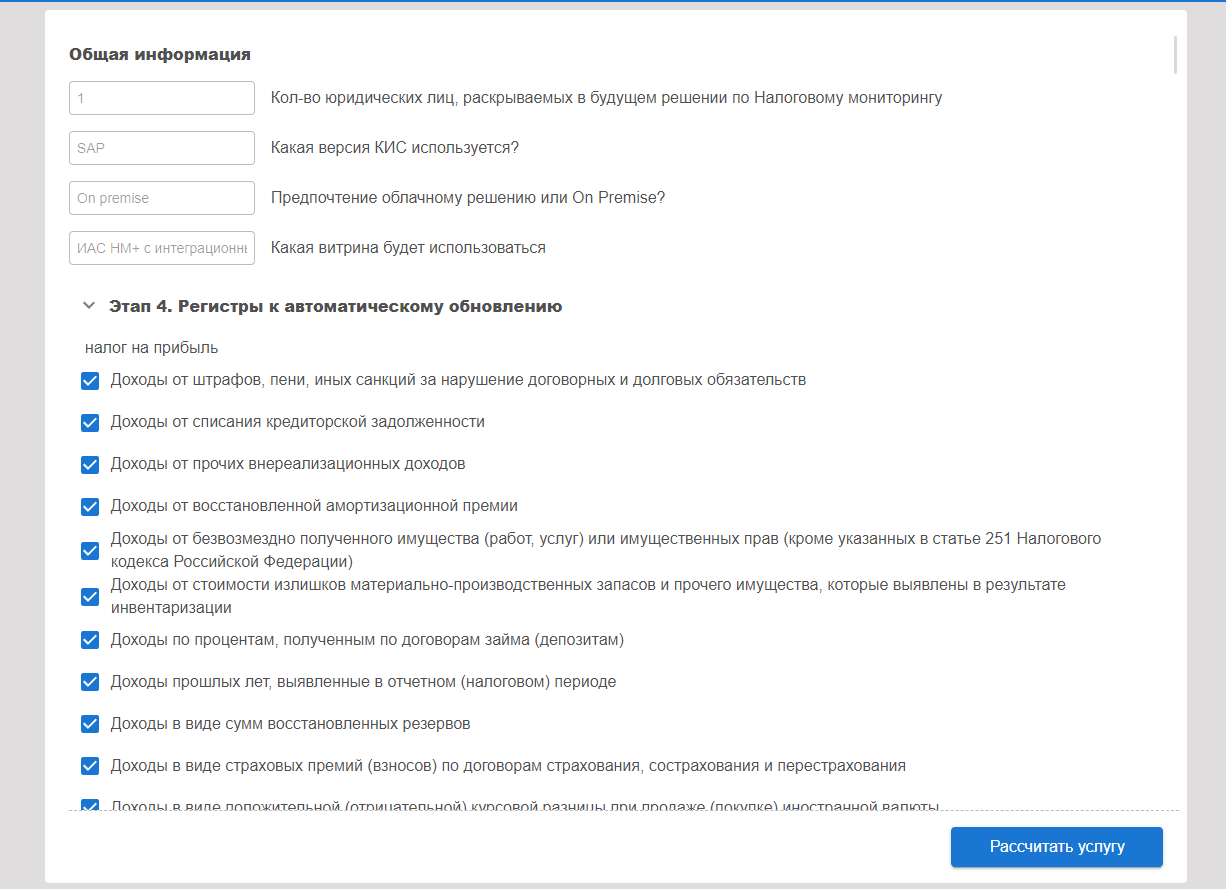 Общая информация
1
Кол-во юридических лиц, раскрываемых в будущем решении по Налоговому мониторингу
SAP
Какая версия КИС используется?
On premise
Предпочтение облачному решению или On Premise?
ИАС НМ+ с интеграционн
Какая витрина будет использоваться
Этап 4. Регистры к автоматическому обновлению
налог на прибыль
Доходы от штрафов, пени, иных санкций за нарушение договорных и долговых обязательств
Доходы от списания кредиторской задолженности
Доходы от прочих внереализационных доходов
Доходы от восстановленной амортизационной премии
Доходы от безвозмездно полученного имущества (работ, услуг) или имущественных прав (кроме указанных в статье 251 Налогового
кодекса Российской Федерации)
Доходы от стоимости излишков материально-производственных запасов и прочего имущества, которые выявлены в результате
инвентаризации
Доходы по процентам, полученным по договорам займа (депозитам)
Доходы прошлых лет, выявленные в отчетном (налоговом) периоде
Доходы в виде сумм восстановленных резервов
Доходы в виде страховых премий (взносов) по договорам страхования, сострахования и перестрахования
Доходы в виде положительной (отрицательной) курсовой разницы при продаже (покупке) иностранной валюты
Рассчитать услугу